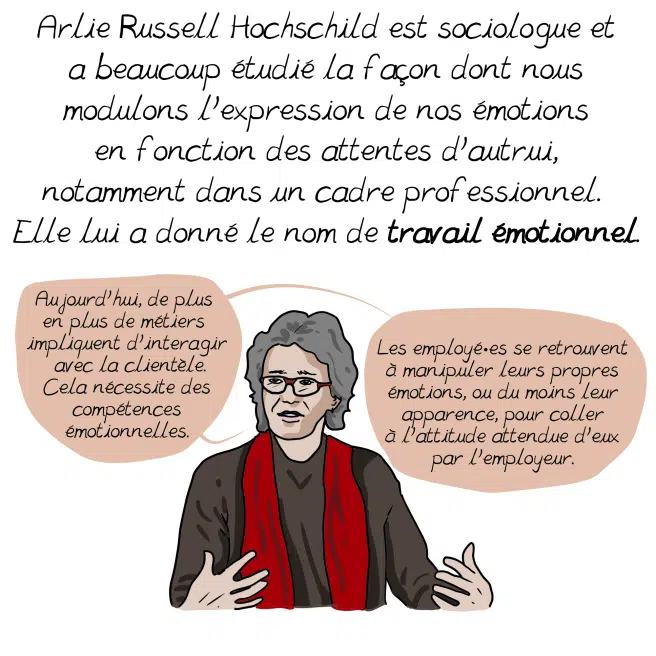 Arlie Russell Hochschild est sociologue et
a beaucoup étudié la façon dont nous
modulons l'expression de nos émotions
en fonction des attentes d'autrui,
notamment dans un cadre professionnel.
Elle lui a donné le nom de travail émotionnel.
Aujourd'hui, de plus
en plus de métiers
impliquent d'interagir
avec la clientèle.
Cela nécessite des
compétences
émotionnelles.
Les employé•es se retrouvent
à manipuler leurs propres
émotions, ou du moins leur
apparence, pour coller
à l'attitude attendue d'eux
par l'employeur.